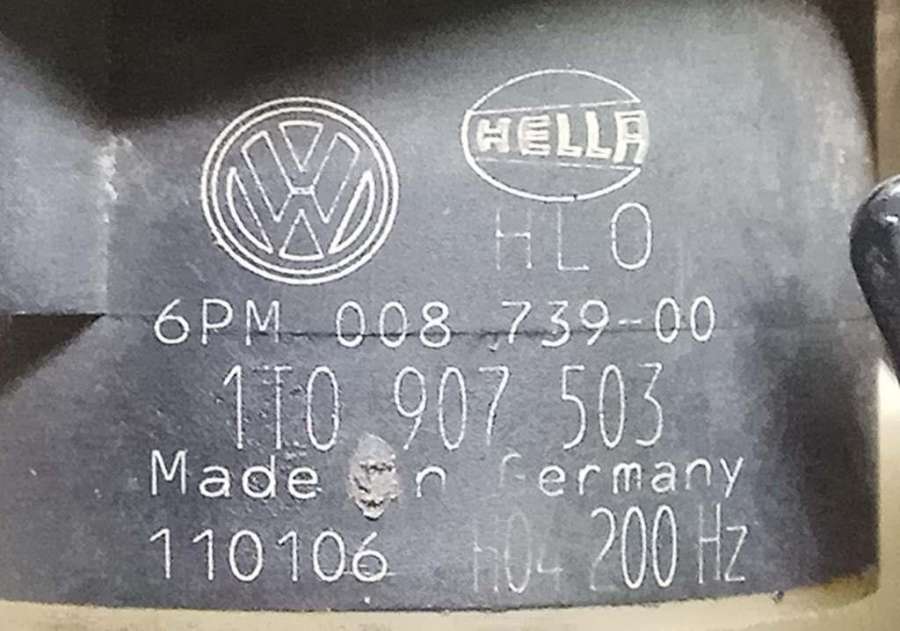 HELLA
HLO
6PM 008 739-00
1T0 907 503
Made in Germany
110106 h04 200 Hz